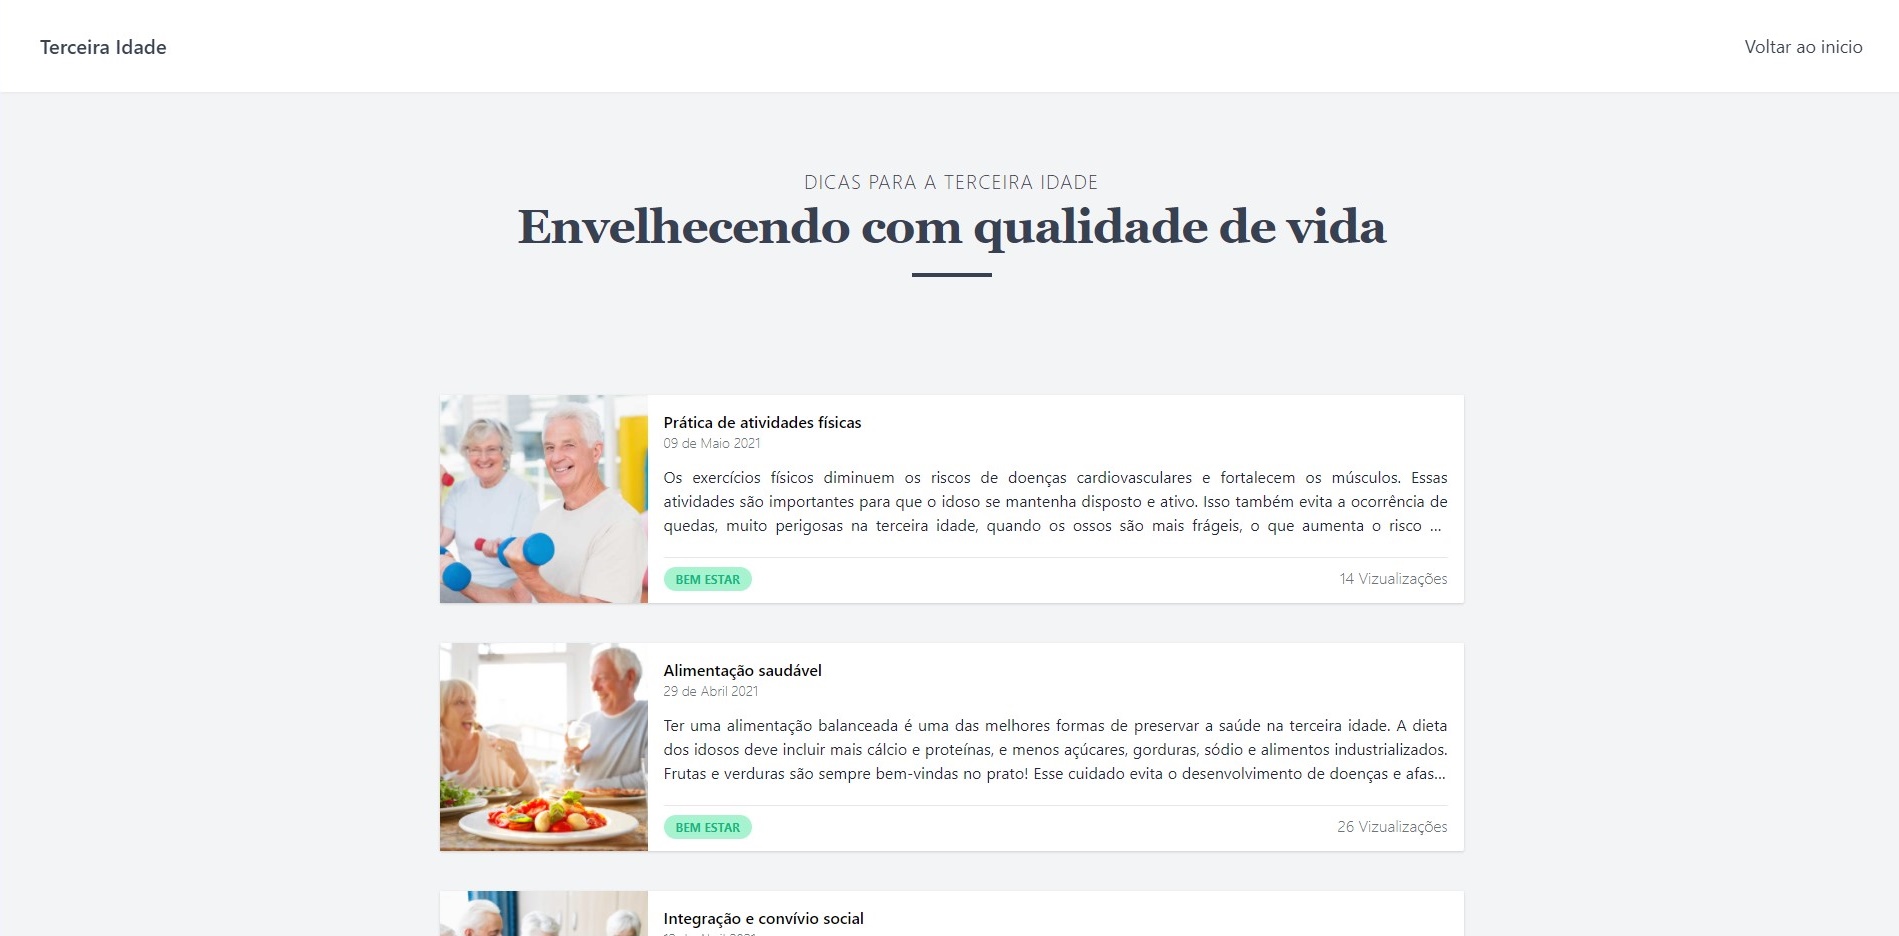 Terceira Idade
Voltar ao inicio
DICAS PARA A TERCEIRA IDADE
Envelhecendo com qualidade de vida
Prática de atividades físicas
09 de Maio 2021
Os exercícios físicos diminuem os riscos de doenças cardiovasculares e fortalecem os músculos. Essas
atividades são importantes para que o idoso se mantenha disposto e ativo. Isso também evita a ocorrência de
quedas, muito perigosas na terceira idade, quando os ossos são mais frágeis, o que aumenta o risco ...
BEM ESTAR
14 Vizualizações
Alimentação saudável
29 de Abril 2021
Ter uma alimentação balanceada é uma das melhores formas de preservar a saúde na terceira idade. A dieta
dos idosos deve incluir mais cálcio e proteínas, e menos açúcares, gorduras, sódio e alimentos industrializados.
Frutas e verduras são sempre bem-vindas no prato! Esse cuidado evita o desenvolvimento de doenças e afas...
BEM ESTAR
26 Vizualizações
Integração e convívio social